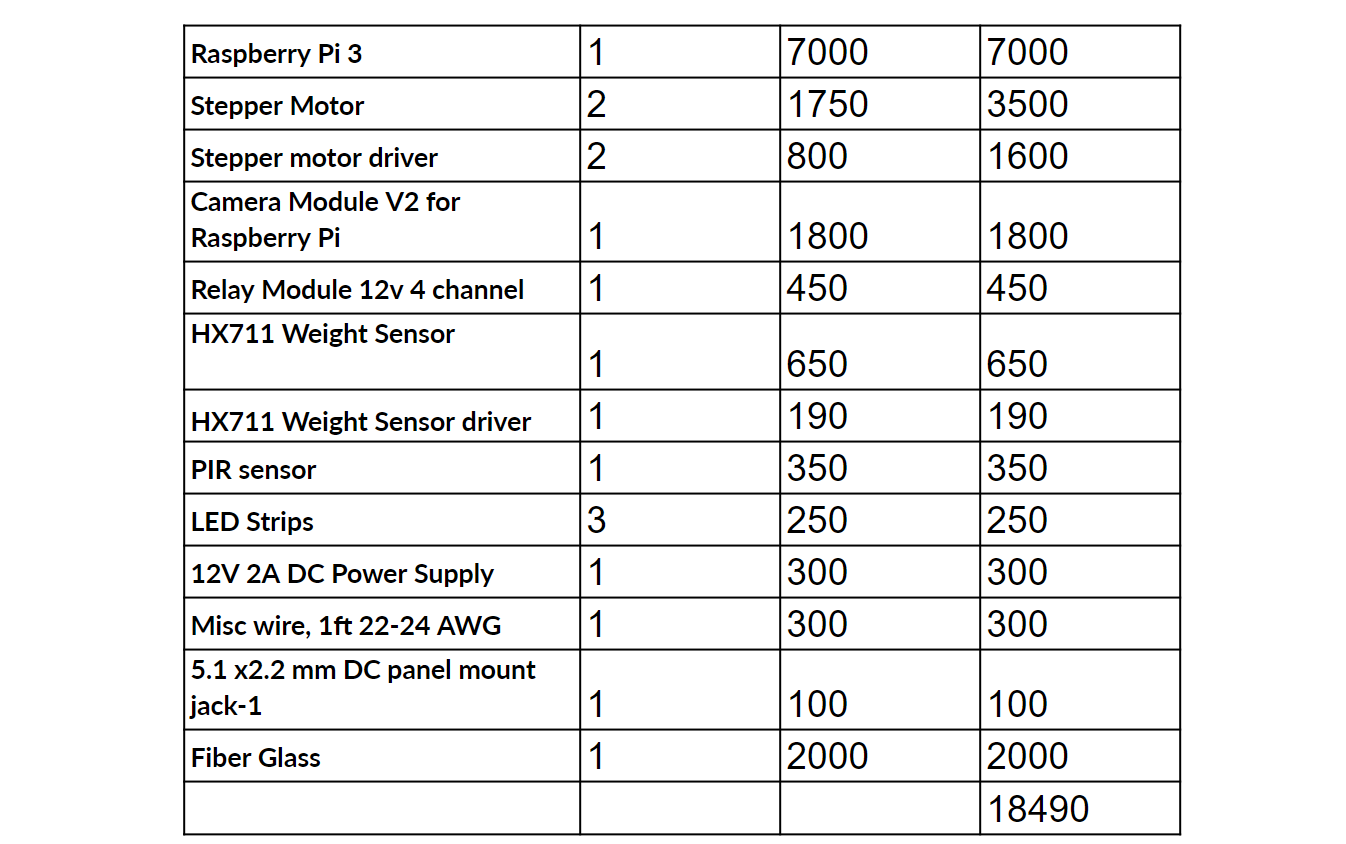 Raspberry Pi 3 1 7000 7000
Stepper Motor 2 1750 3500
Stepper motor driver 2 800 1600
Camera Module V2 for
Raspberry Pi 1 1800 1800
Relay Module 12v 4 channel 1 450 450
HX711 Weight Sensor
1 650 650
HX711 Weight Sensor driver 1 190 190
PIR sensor 1 350 350
LED Strips 3 250 250
12V 2A DC Power Supply 1 300 300
Misc wire, 1ft 22-24 AWG 1 300 300
5.1 x2.2 mm DC panel mount
jack-1 1 100 100
Fiber Glass 1 2000 2000
18490